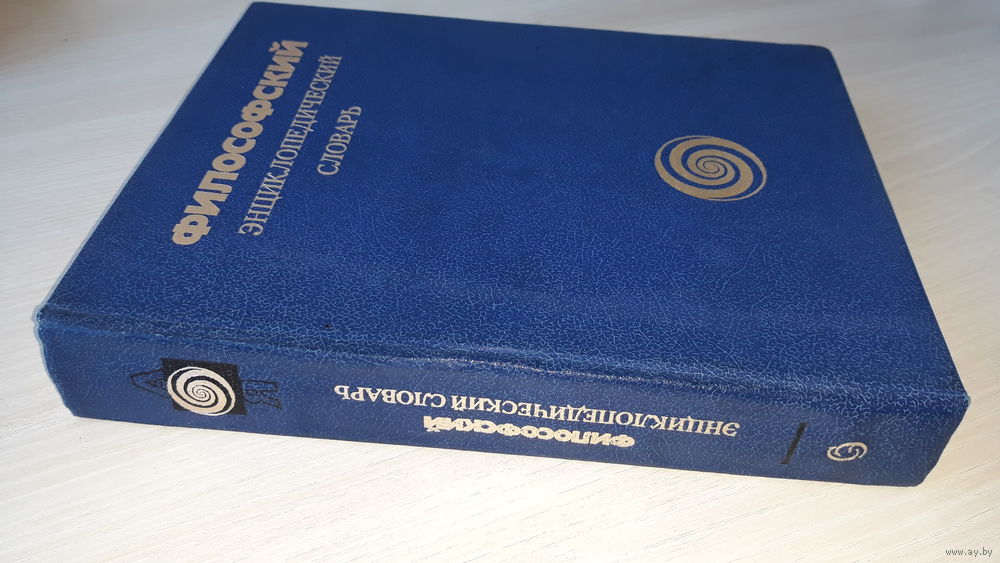 ФИЛОСОФСКИЙ
ЭНЦИКЛОПЕДИЧЕСКИЙ
СЛОВАРЬ
ФИЛОСОФСКИЙ
ЭНЦИКЛОПЕДИЧЕСКИЙ СЛОВАРЬ
www.ay.by